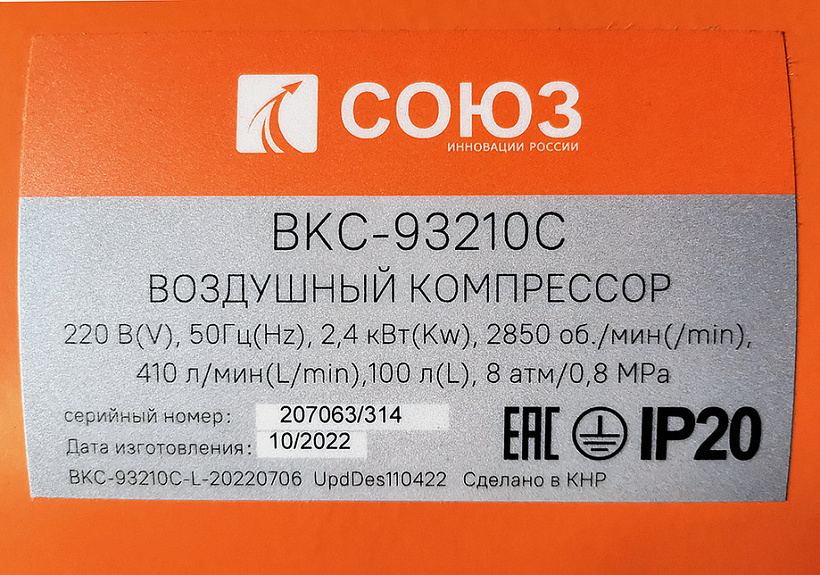 СОЮЗ
ИННОВАЦИИ РОССИИ
ВКС-93210С
ВОЗДУШНЫЙ КОМПРЕССОР
220 В(V), 50Гц(Hz), 2,4 кВт(Kw), 2850 об./мин(/min),
410 л/мин(L/min),100 л(L), 8 атм/0,8 МРа
серийный номер: 207063/314
Дата изготовления: 10/2022
ЕАС IP20
ВКС-93210С-L-20220706 UpdDes110422 Сделано в КНР